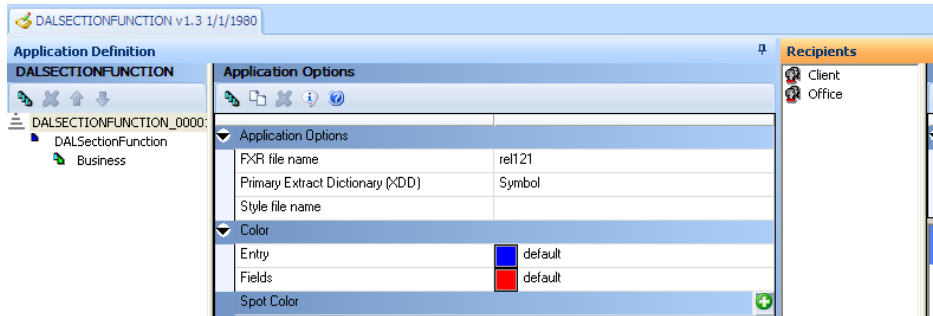 DALSECTIONFUNCTION v1.3 1/1/1980
Application Definition
Recipients
DALSECTIONFUNCTION
Application Options
Client
Office
DALSECTIONFUNCTION_0000
DALSectionFunction
Business
Application Options
FXR file name rel121
Primary Extract Dictionary (XDD) Symbol
Style file name
Color
Entry default
Fields default
Spot Color